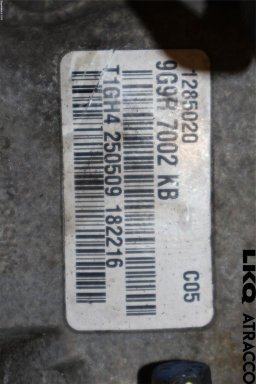 1285020
9G9R 7002 KB
T1GH4 250509 182216
C05
LKQ ATRACCO